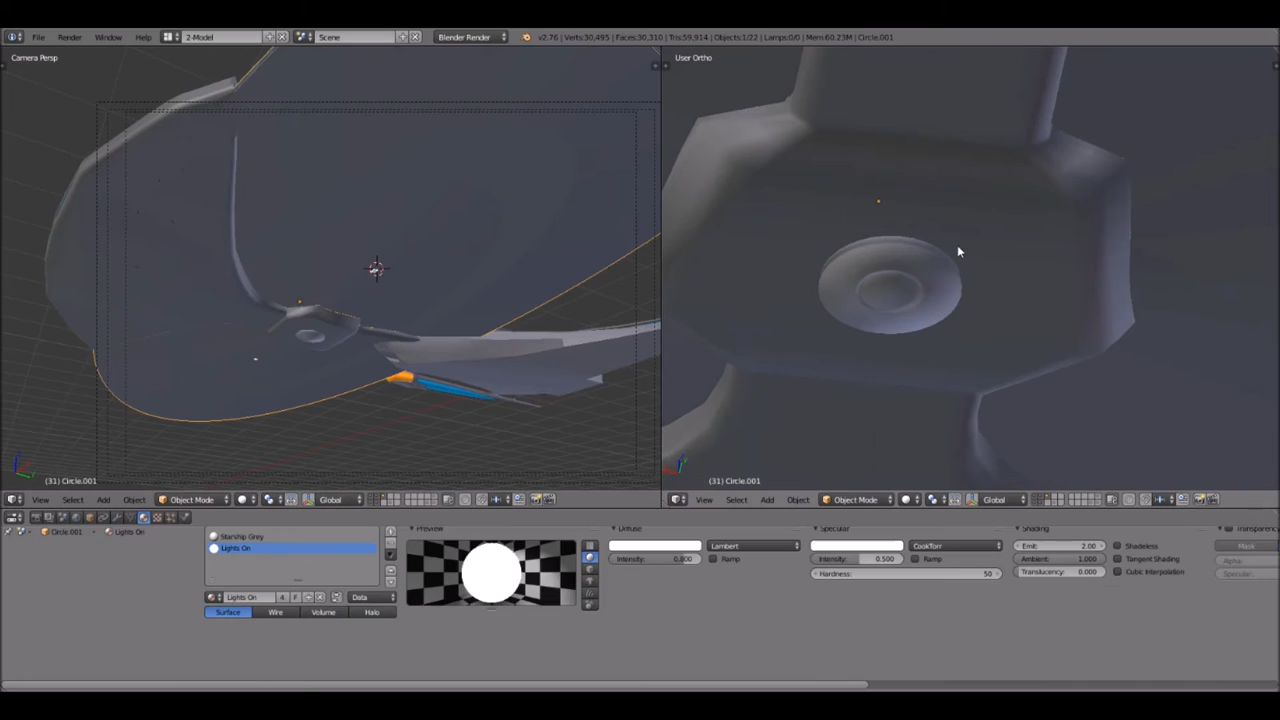 File Render Window Help 2-Model Scene Blender Render v2.76 | Verts:30,495 | Faces:30,310 | Tris:59,914 | Objects:1/22 | Lamps:0/0 | Mem:60.23M | Circle.001
Camera Persp
User Ortho
(31) Circle.001
(31) Circle.001
View Select Add Object Object Mode Global
View Select Add Object Object Mode Global
Circle.001 Lights On
Starship Grey
Lights On
Lights On 4 F Data
Surface Wire Volume Halo
Preview
Diffuse
Lambert
Intensity: 0.800 Ramp
Specular
CookTorr
Intensity: 0.500 Ramp
Hardness: 50
Shading
Emit: 2.00 Shadeless
Ambient: 1.000 Tangent Shading
Translucency: 0.000 Cubic Interpolation
Transparency
Mask
Alpha:
Specular: